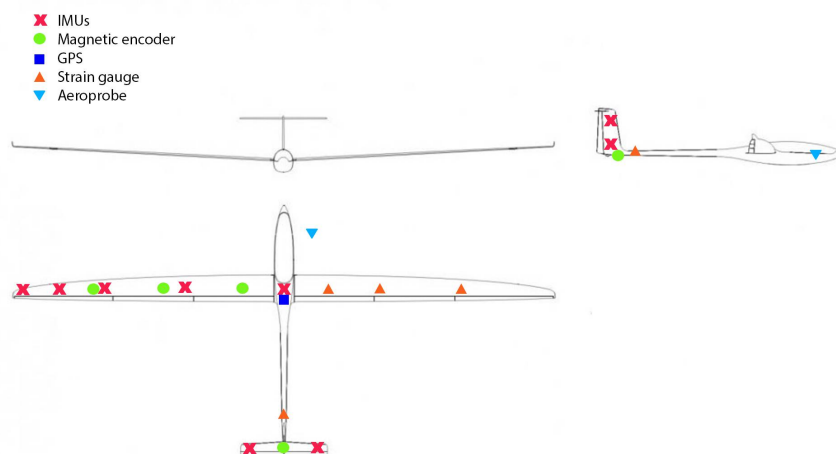 IMUs
Magnetic encoder
GPS
Strain gauge
Aeroprobe